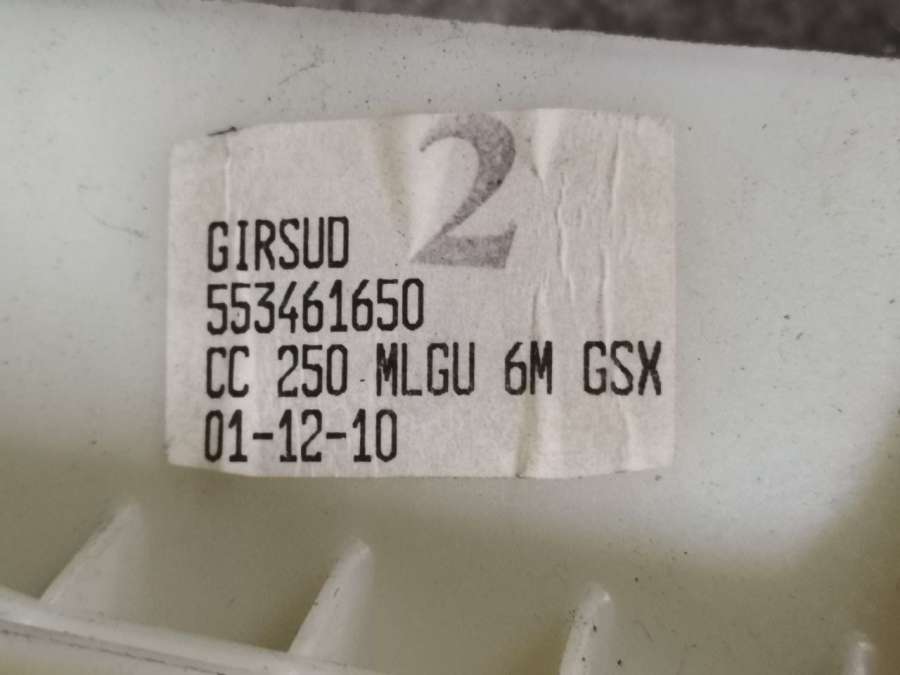 2
GIRSUD
553461650
CC 250 MLGU 6M GSX
01-12-10